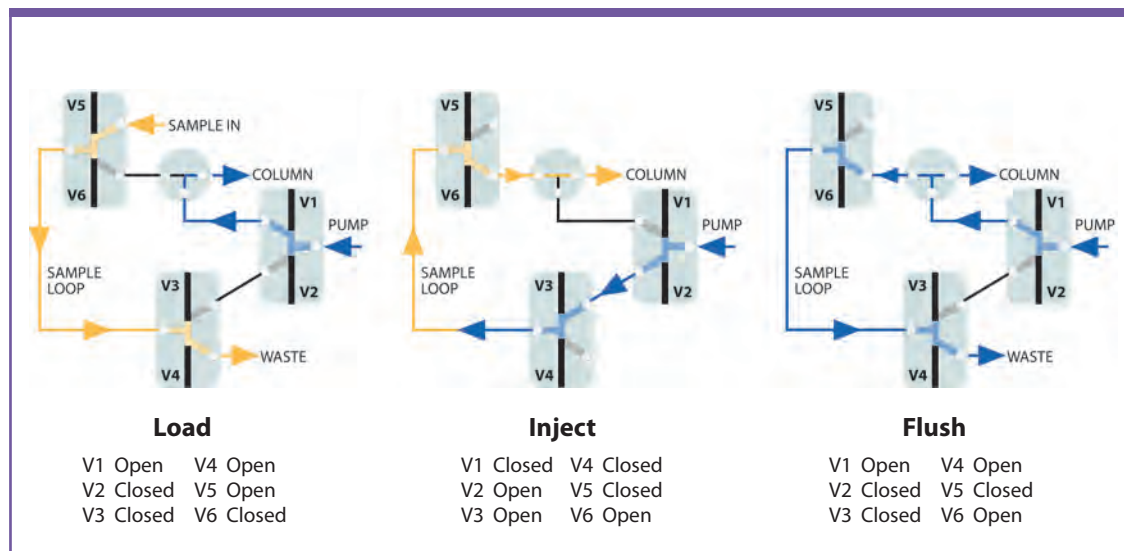 V5
SAMPLE IN
V6
COLUMN
V1
PUMP
SAMPLE
LOOP
V3
V2
WASTE
V4
Load
V1 Open V4 Open
V2 Closed V5 Open
V3 Closed V6 Closed
V5
V6
COLUMN
V1
PUMP
SAMPLE
LOOP
V3
V2
V4
Inject
V1 Closed V4 Closed
V2 Open V5 Closed
V3 Open V6 Open
V5
V6
COLUMN
V1
PUMP
SAMPLE
LOOP
V3
V2
WASTE
V4
Flush
V1 Open V4 Open
V2 Closed V5 Closed
V3 Closed V6 Open